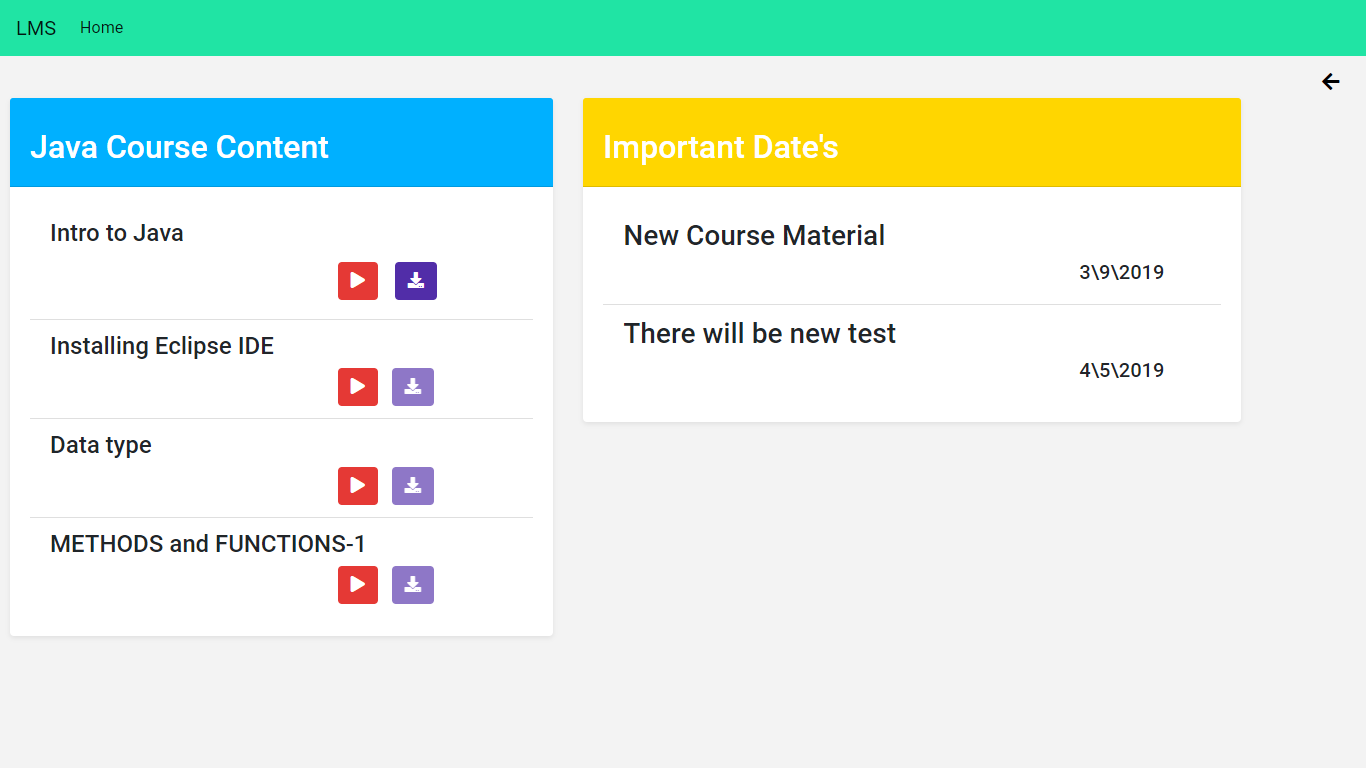 LMS Home
Java Course Content
Intro to Java
Installing Eclipse IDE
Data type
METHODS and FUNCTIONS-1
Important Date's
New Course Material
3\9\2019
There will be new test
4\5\2019